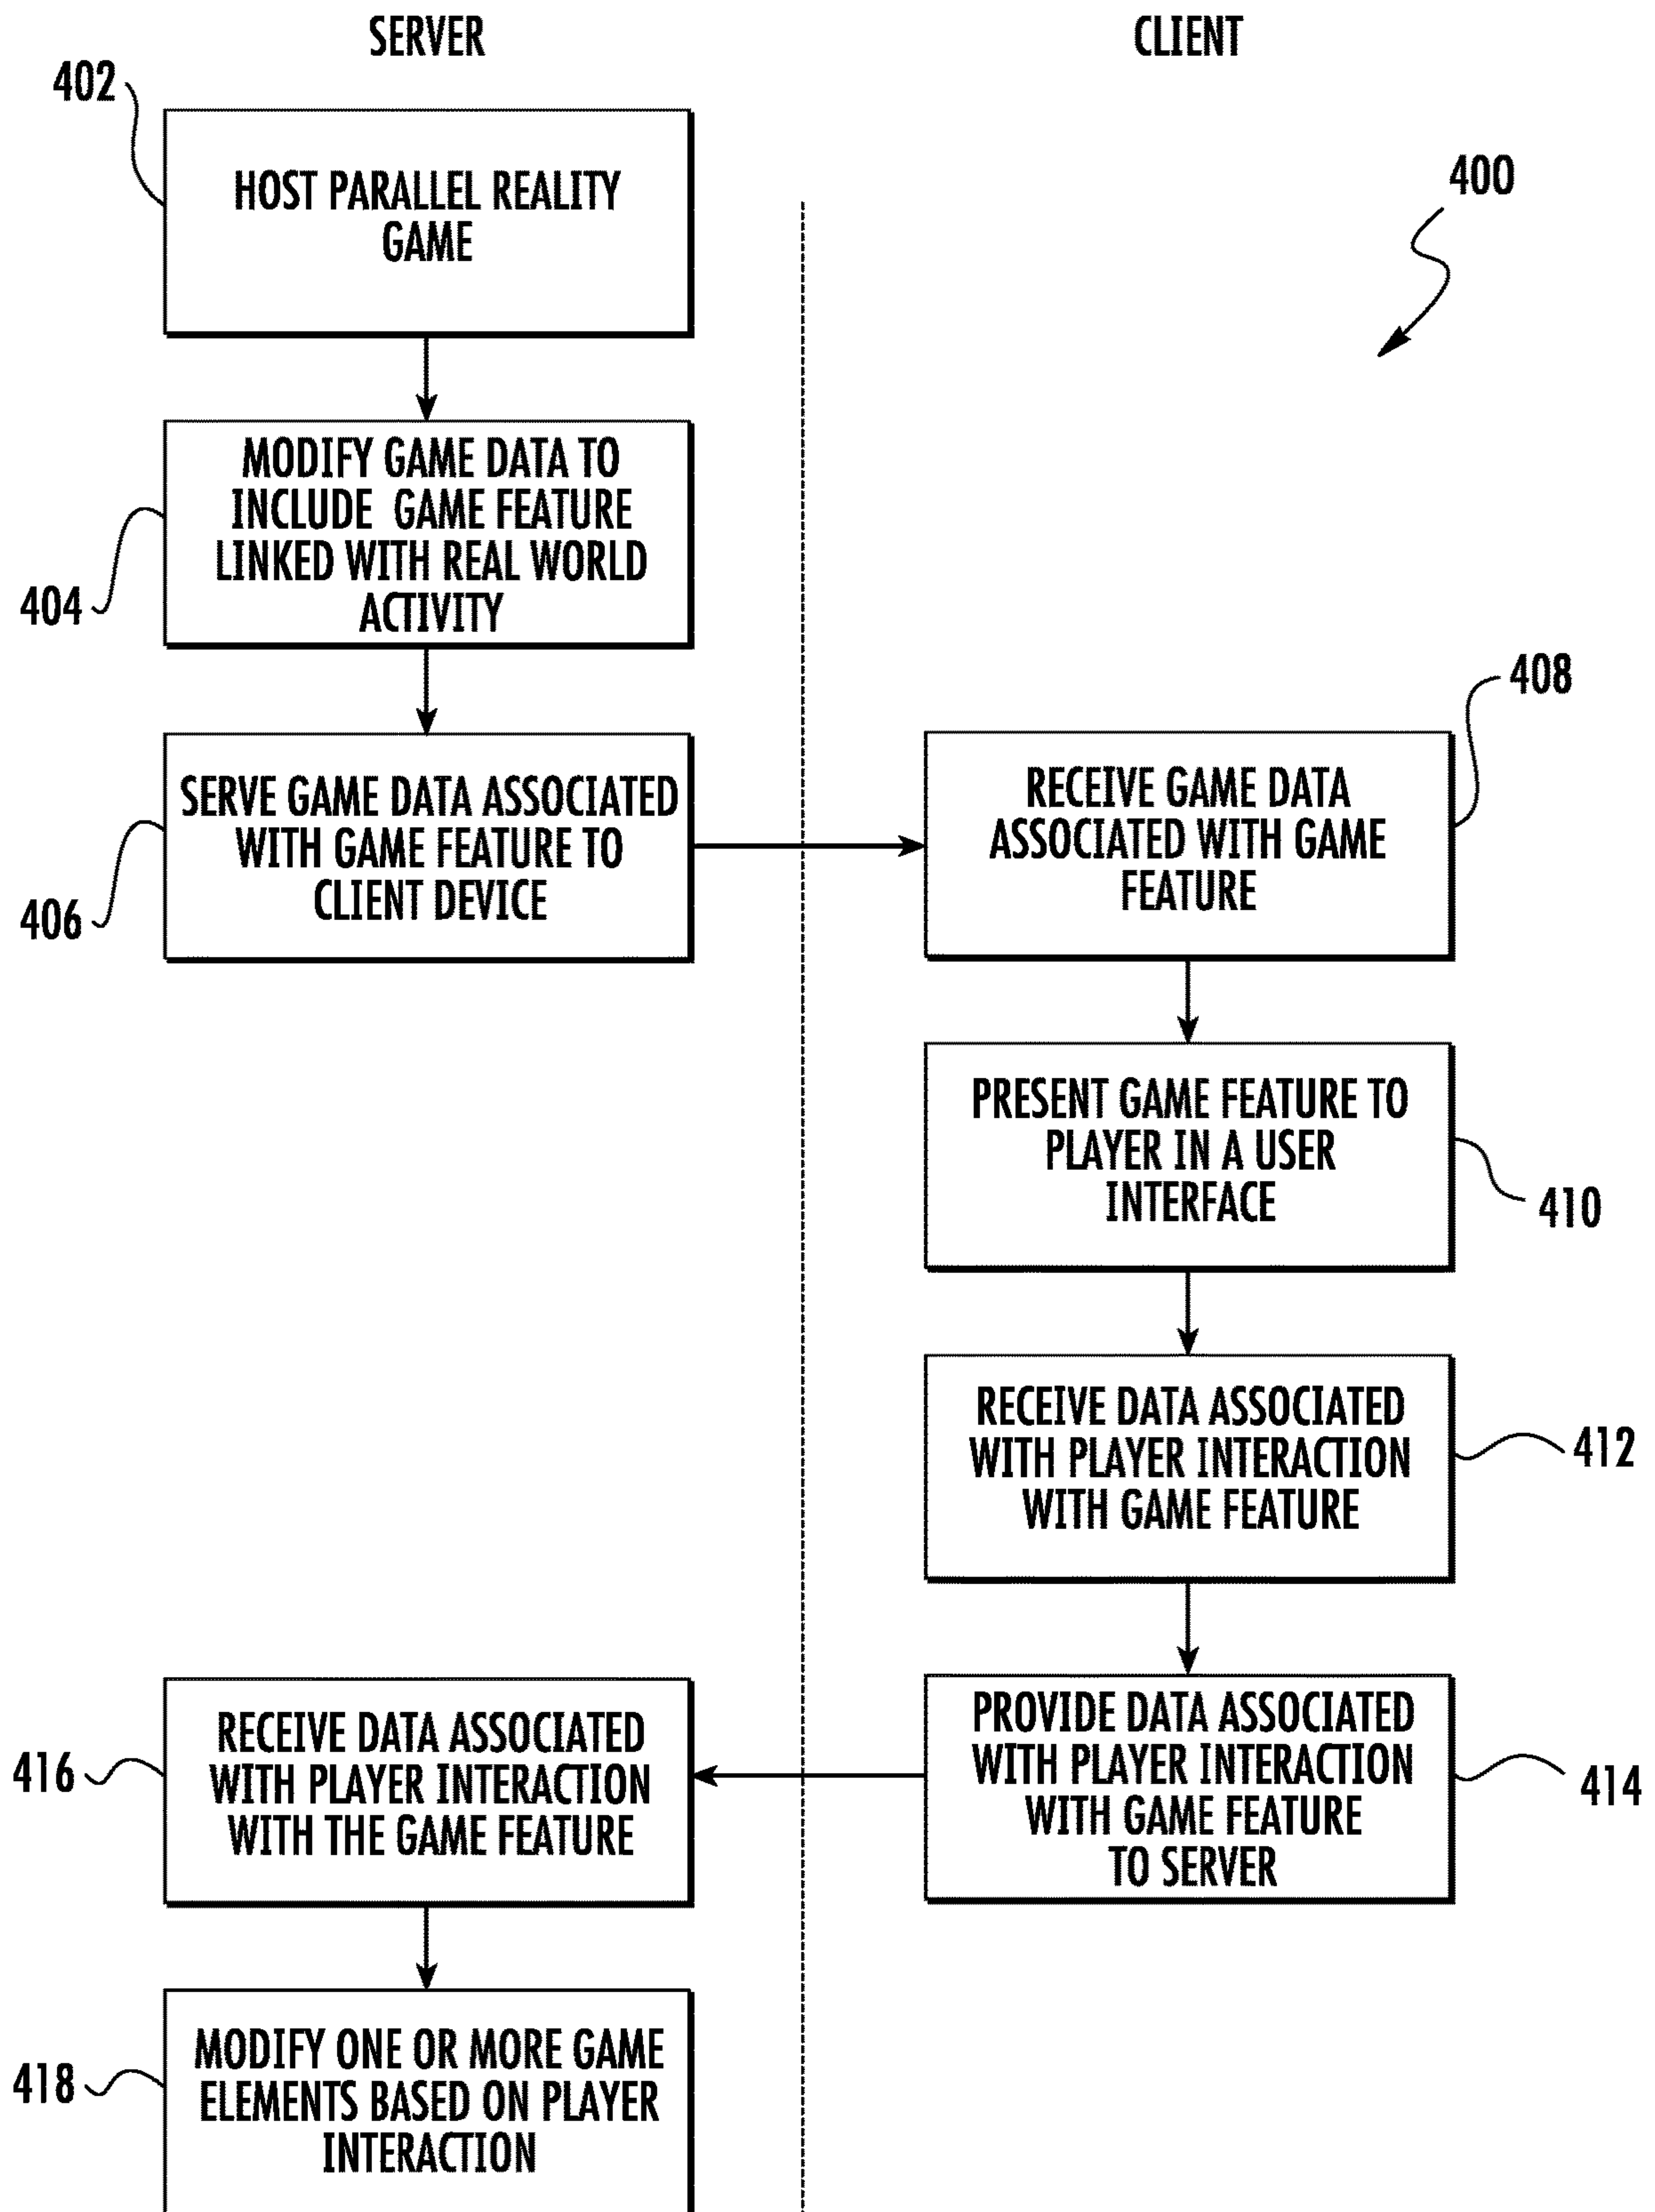 SERVER
CLIENT
402
HOST PARALLEL REALITY
GAME
400
MODIFY GAME DATA TO
INCLUDE GAME FEATURE
LINKED WITH REAL WORLD
ACTIVITY
404
408
SERVE GAME DATA ASSOCIATED
WITH GAME FEATURE TO
CLIENT DEVICE
406
RECEIVE GAME DATA
ASSOCIATED WITH GAME
FEATURE
PRESENT GAME FEATURE TO
PLAYER IN A USER
INTERFACE
410
RECEIVE DATA ASSOCIATED
WITH PLAYER INTERACTION
WITH GAME FEATURE
412
PROVIDE DATA ASSOCIATED
WITH PLAYER INTERACTION
WITH GAME FEATURE
TO SERVER
414
RECEIVE DATA ASSOCIATED
WITH PLAYER INTERACTION
WITH THE GAME FEATURE
416
MODIFY ONE OR MORE GAME
ELEMENTS BASED ON PLAYER
INTERACTION
418